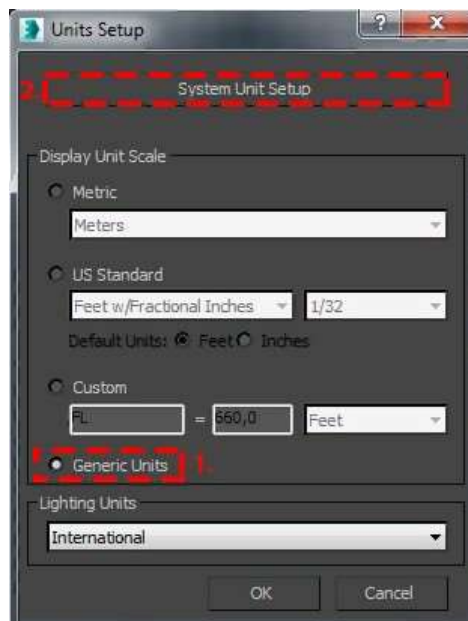 Units Setup
?
2. System Unit Setup
Display Unit Scale
Metric
Meters
US Standard
Feet w/Fractional Inches 1/32
Default Units: Feet Inches
Custom
FL = 660,0 Feet
Generic Units 1.
Lighting Units
International
OK Cancel